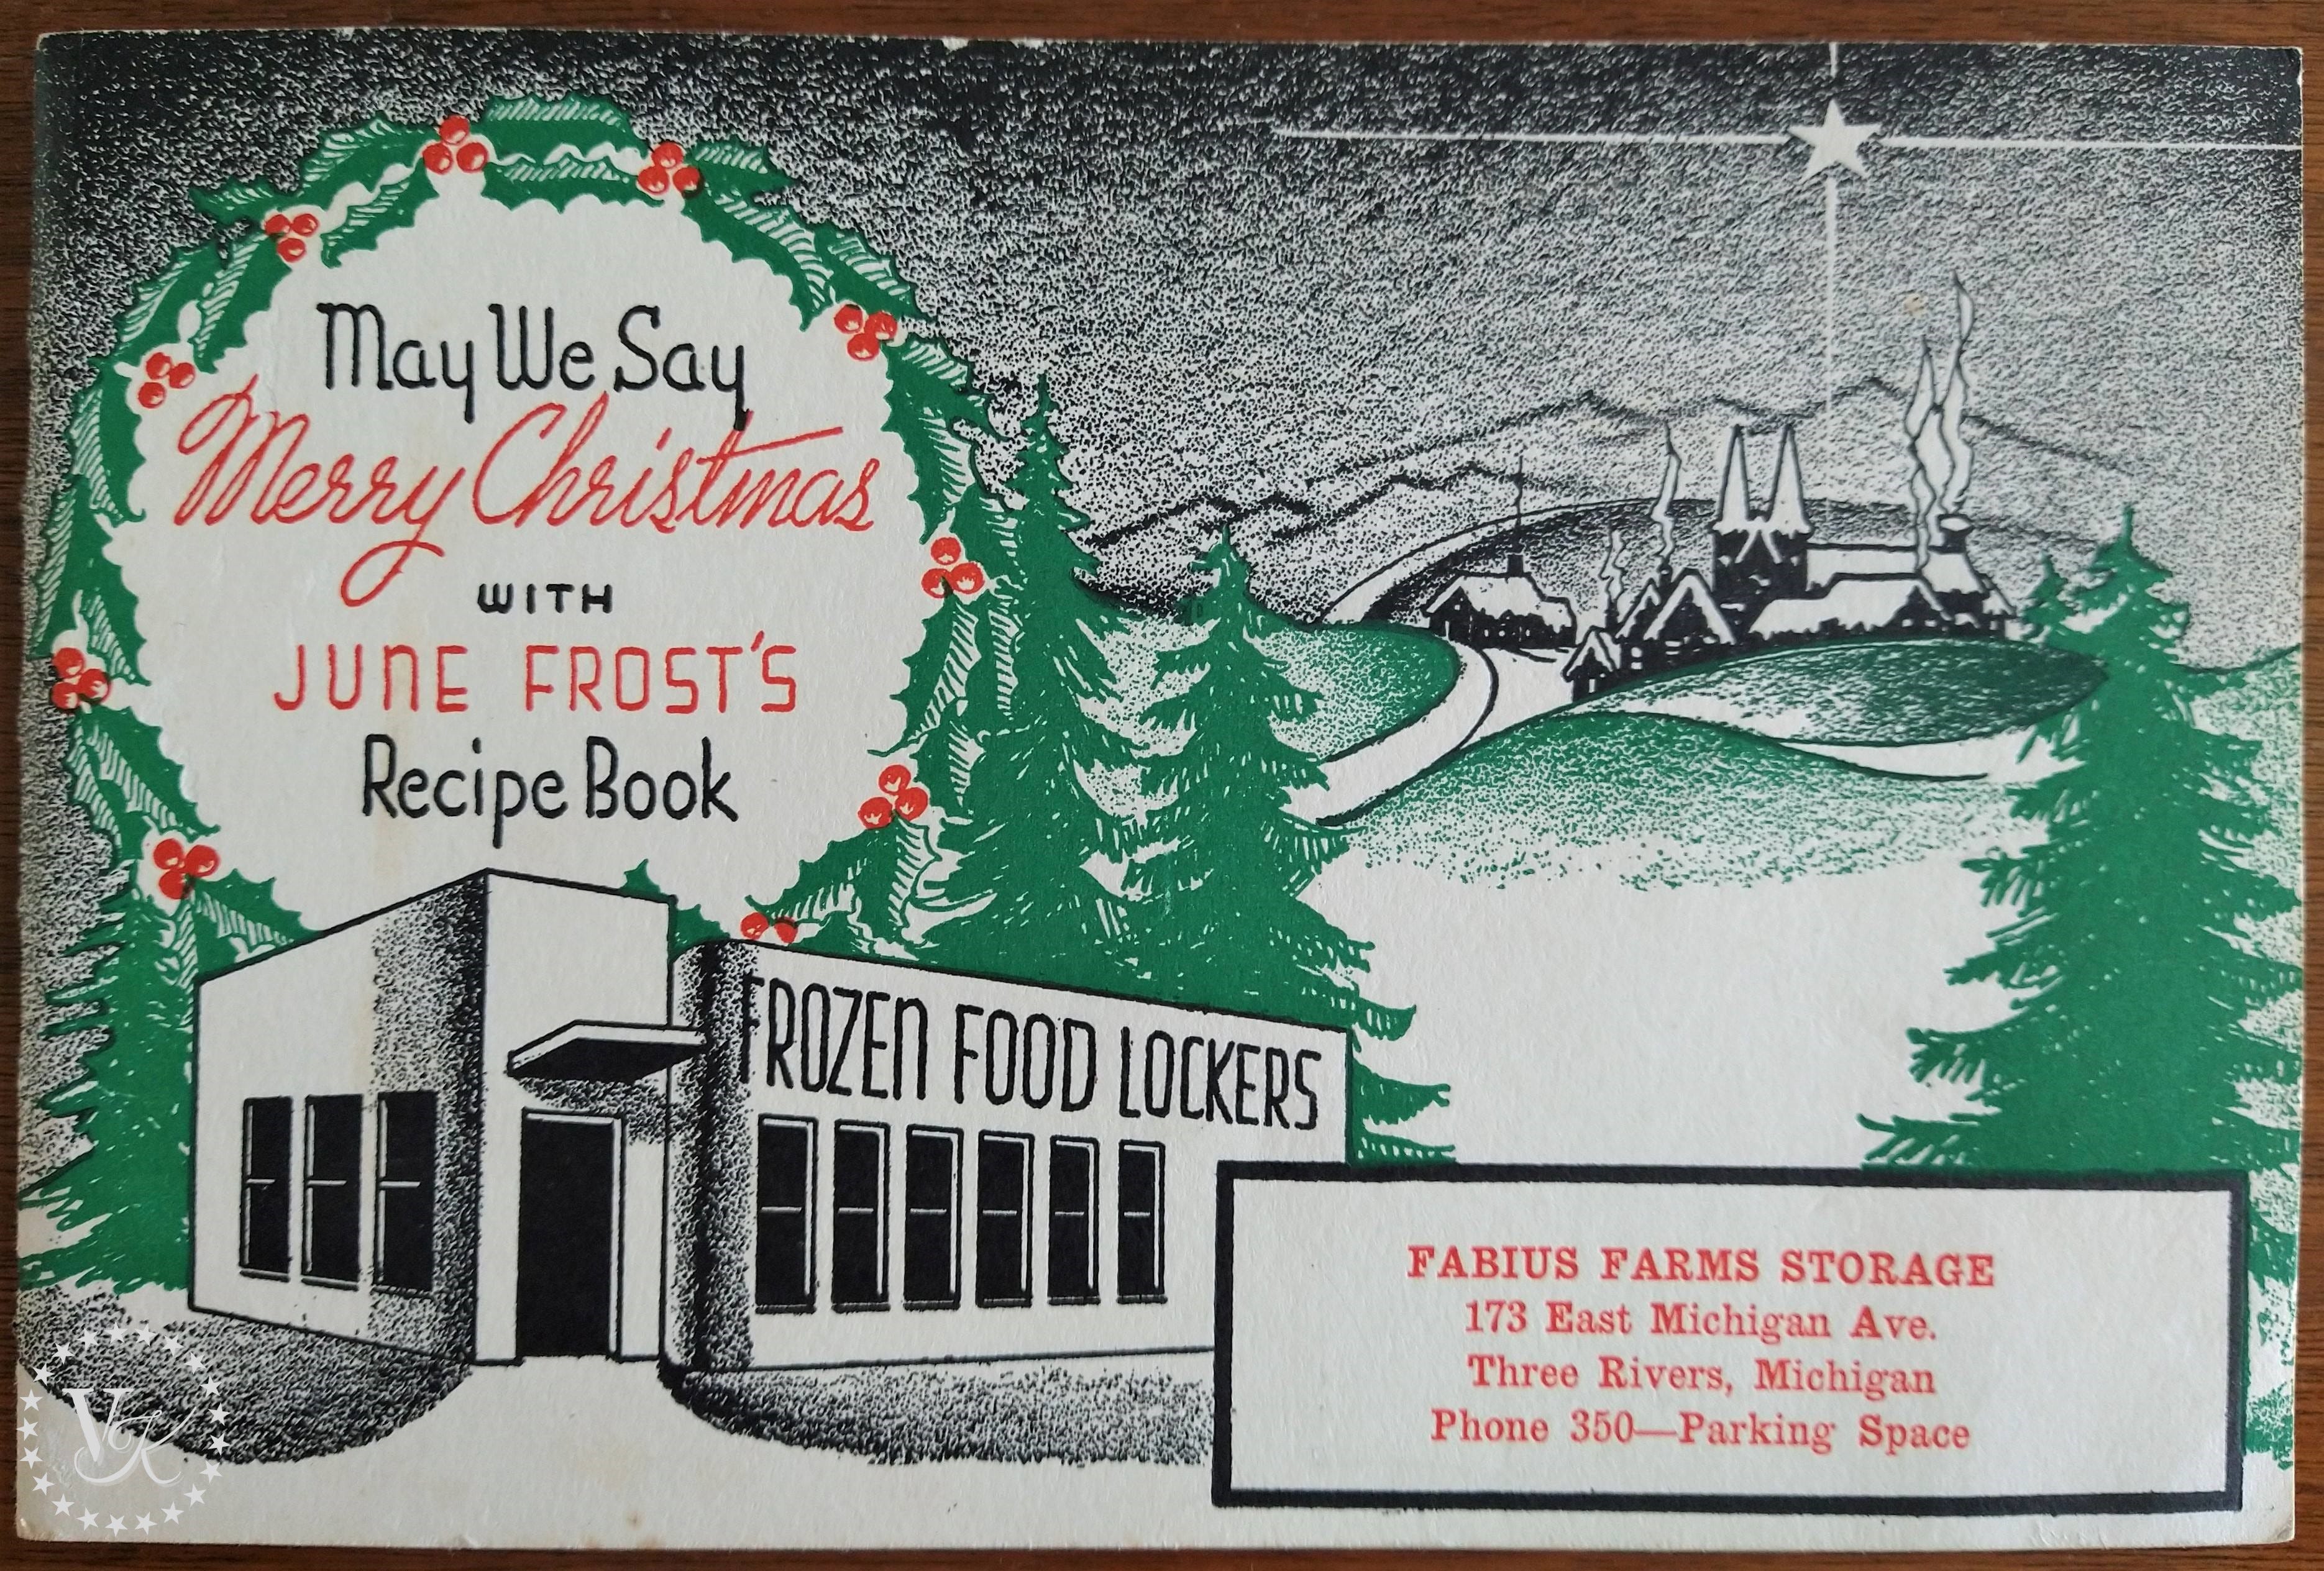 May We Say
Merry Christmas
WITH
JUNE FROST'S
Recipe Book
FROZEN FOOD LOCKERS
FABIUS FARMS STORAGE
173 East Michigan Ave.
Three Rivers, Michigan
Phone 350—Parking Space
VK